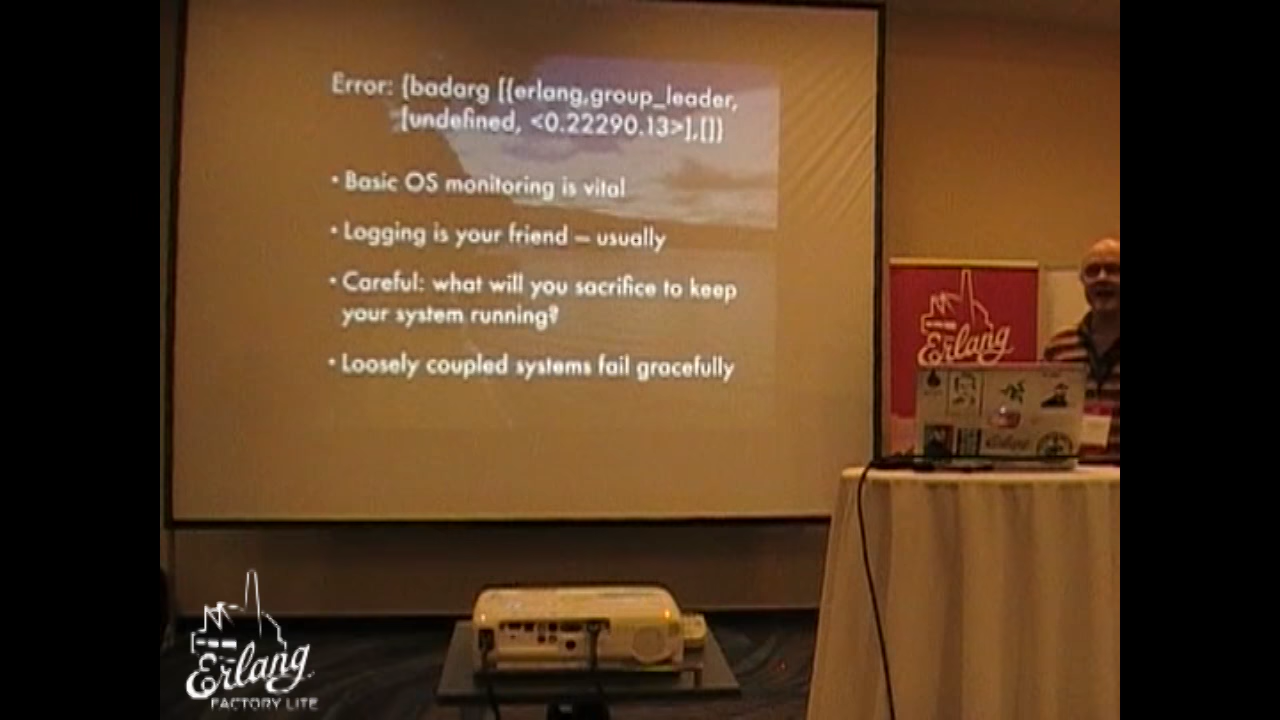 Error: {badarg [{erlang,group_leader,
[undefined, <0.22290.13>],[]}
• Basic OS monitoring is vital
• Logging is your friend – usually
• Careful: what will you sacrifice to keep
your system running?
• Loosely coupled systems fail gracefully
Erlang
Erlang
FACTORY LITE